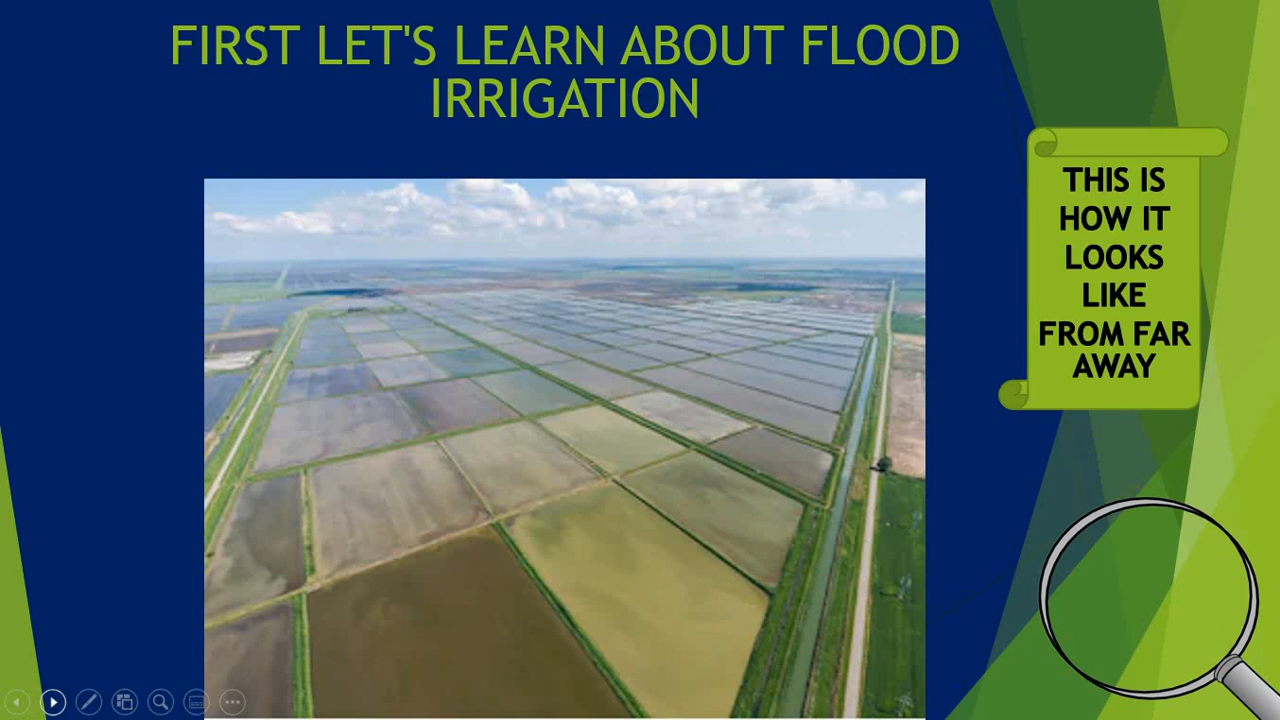 FIRST LET'S LEARN ABOUT FLOOD
IRRIGATION
THIS IS
HOW IT
LOOKS
LIKE
FROM FAR
AWAY